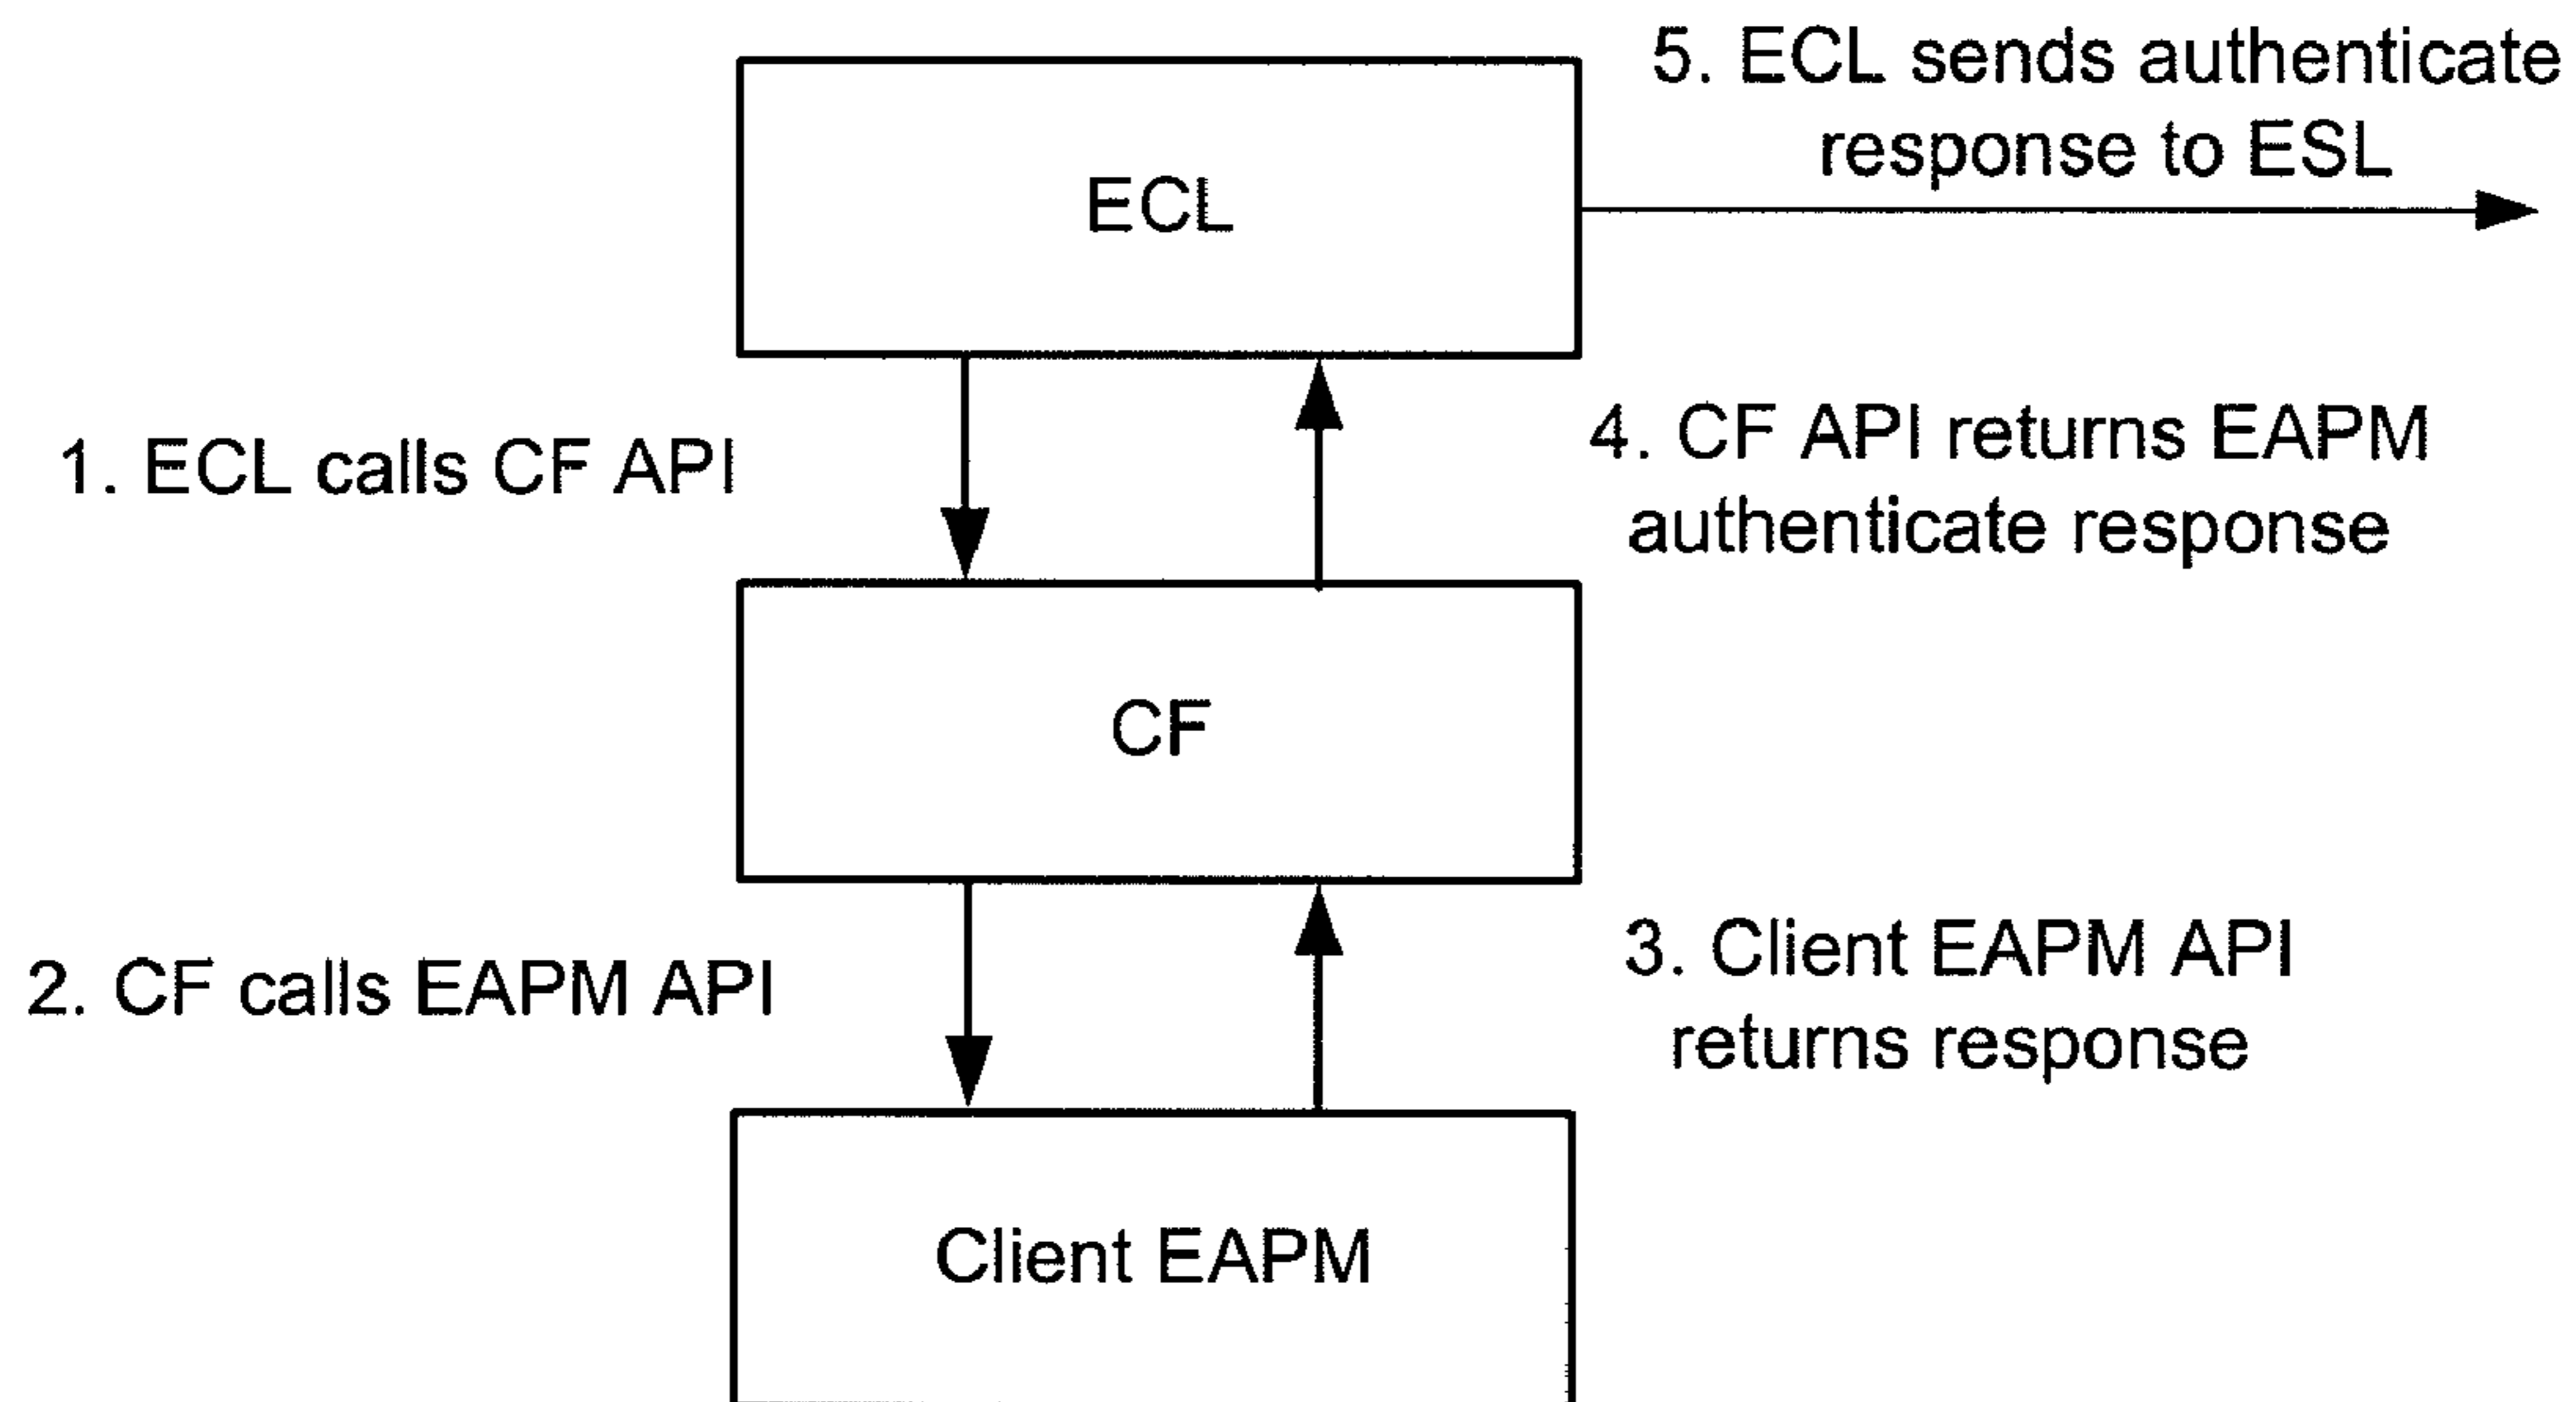 5. ECL sends authenticate
response to ESL
ECL
1. ECL calls CF API
4. CF API returns EAPM
authenticate response
CF
2. CF calls EAPM API
3. Client EAPM API
returns response
Client EAPM